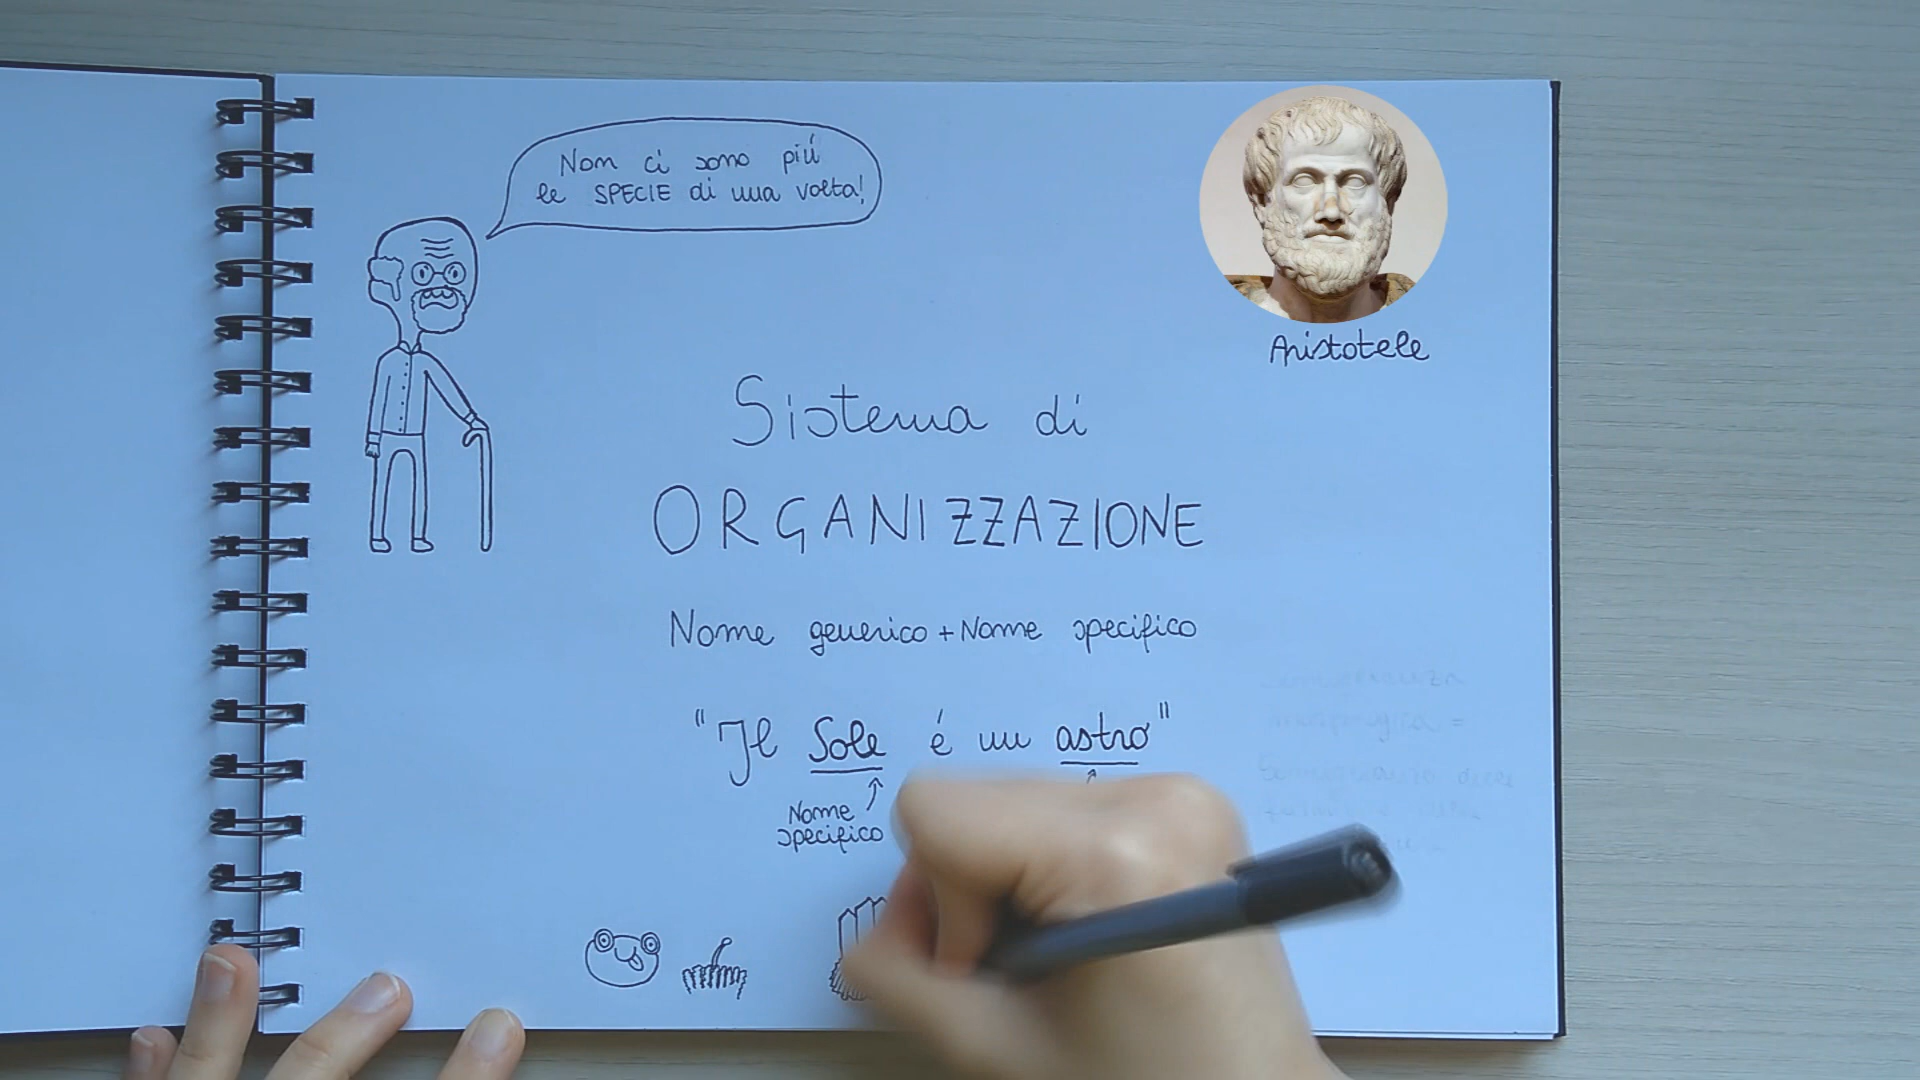 Non ci sono piú
le SPECIE di una volta!
Aristotele
Sistema di
ORGANIZZAZIONE
Nome generico + Nome specifico
"Il Sole é un astro"
Nome
specifico